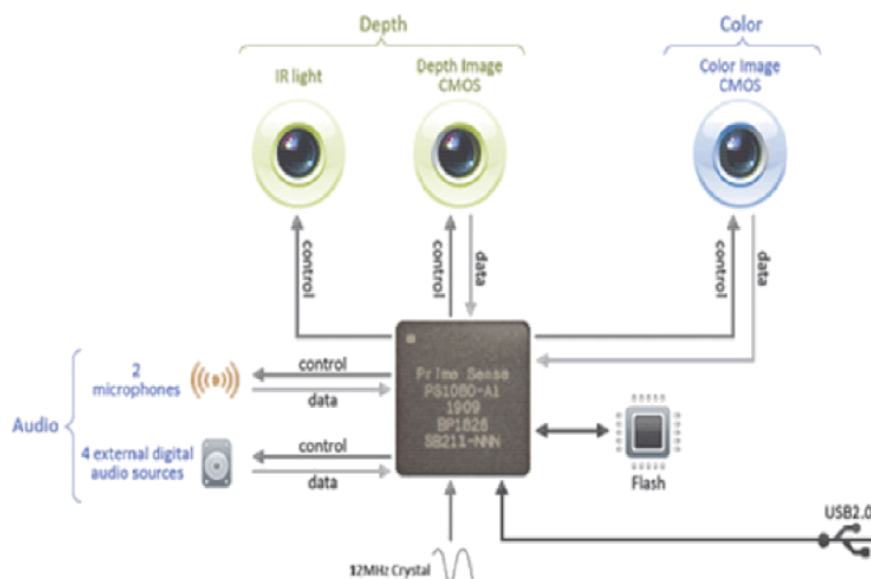 Depth
Color
IR light
Depth Image
CMOS
Color Image
CMOS
control
control
data
control
data
Prime Sense
PS1080-A1
1909
BP1826
SB211-NNN
Audio
2
microphones
control
data
4 external digital
audio sources
control
data
Flash
USB2.0
12MHz Crystal